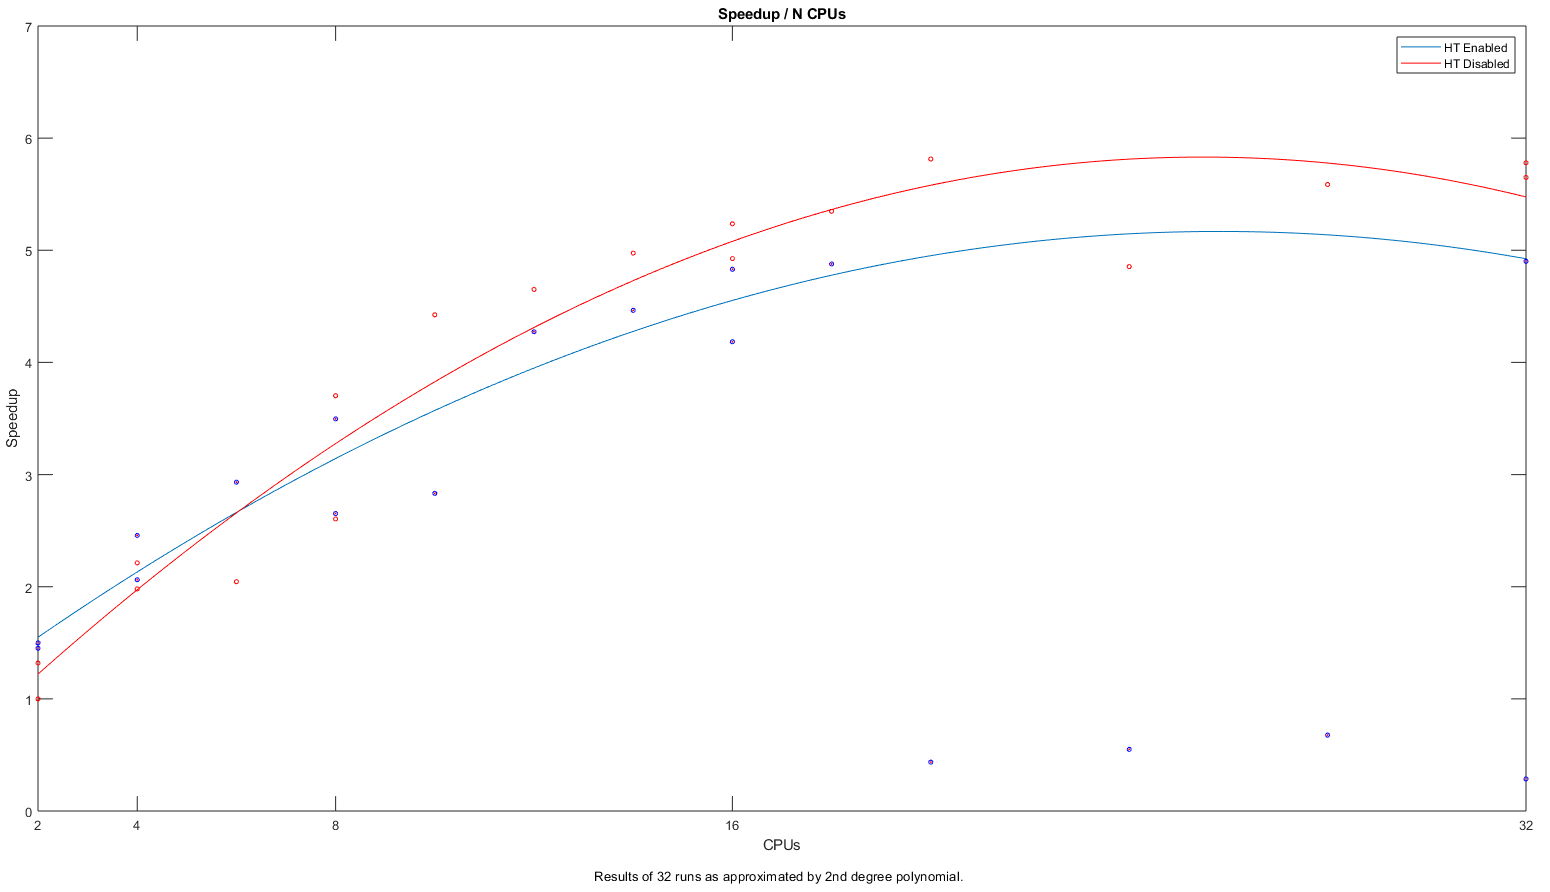 Speedup / N CPUs
HT Enabled
HT Disabled
7
6
5
4
3
2
1
0
Speedup
2 4 8 16 32
CPUs
Results of 32 runs as approximated by 2nd degree polynomial.